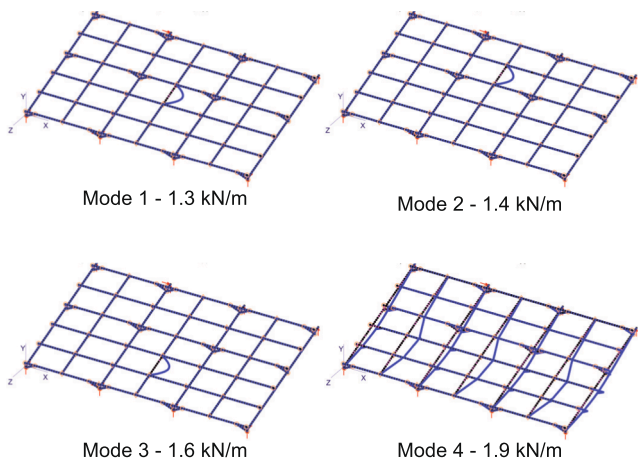 Y
Z
X
Mode 1 - 1.3 kN/m
Y
Z
X
Mode 2 - 1.4 kN/m
Y
Z
X
Mode 3 - 1.6 kN/m
Y
Z
X
Mode 4 - 1.9 kN/m